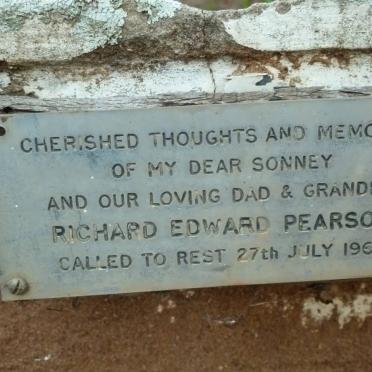 CHERISHED THOUGHTS AND MEMO
OF MY DEAR SONNEY
AND OUR LOVING DAD & GRAND
RICHARD EDWARD PEARSO
CALLED TO REST 27th JULY 196